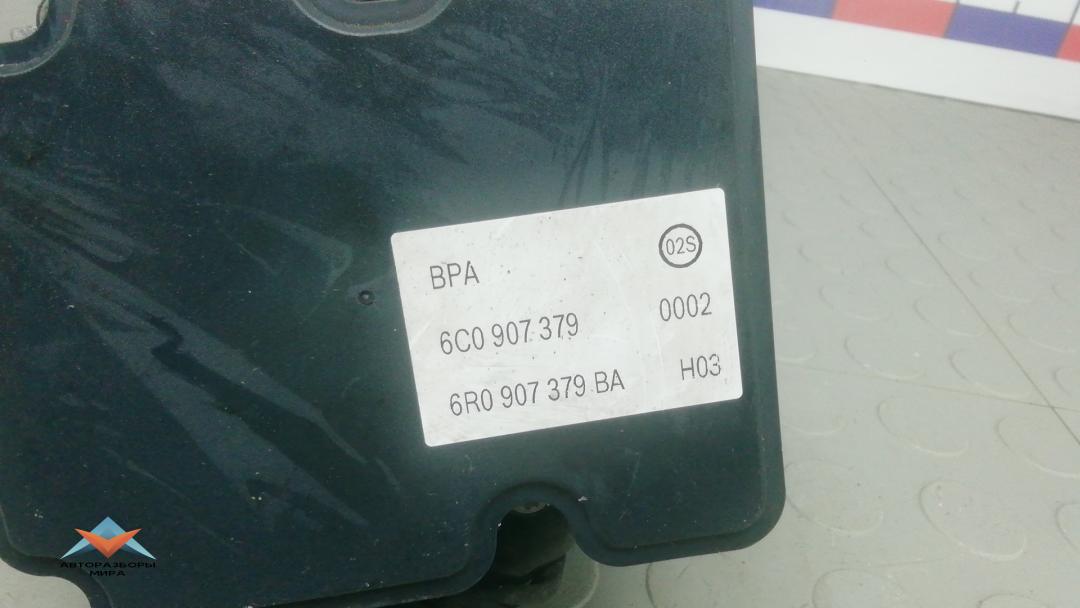 BPA 02S
6C0 907 379 0002
6R0 907 379 BA H03
АВТОРАЗБОРЫ
МИРА